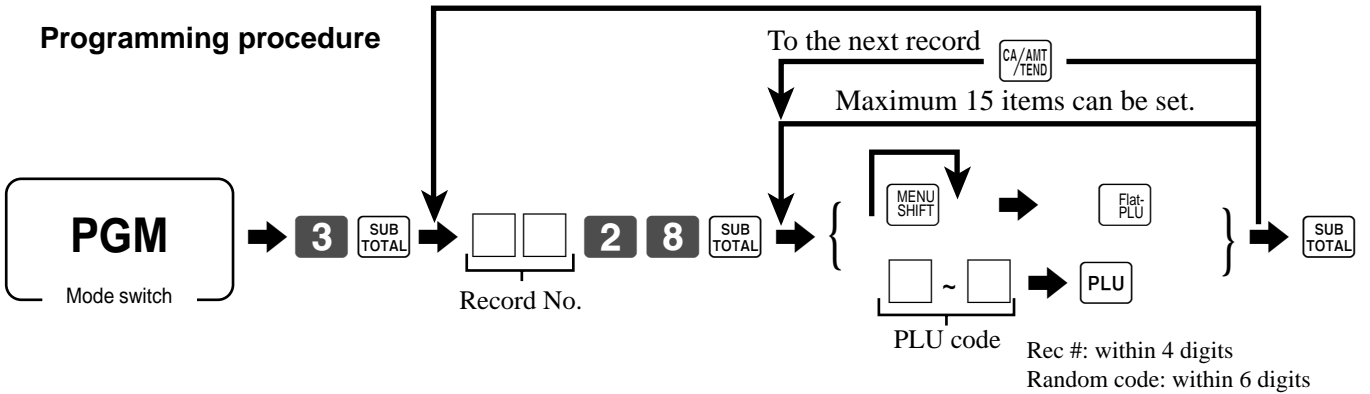 Programming procedure
To the next record
CA/AMT
/TEND
Maximum 15 items can be set.
PGM
Mode switch
3
SUB
TOTAL
Record No.
2 8
SUB
TOTAL
MENU
SHIFT
Flat-
PLU
~
PLU
PLU code
SUB
TOTAL
Rec #: within 4 digits
Random code: within 6 digits